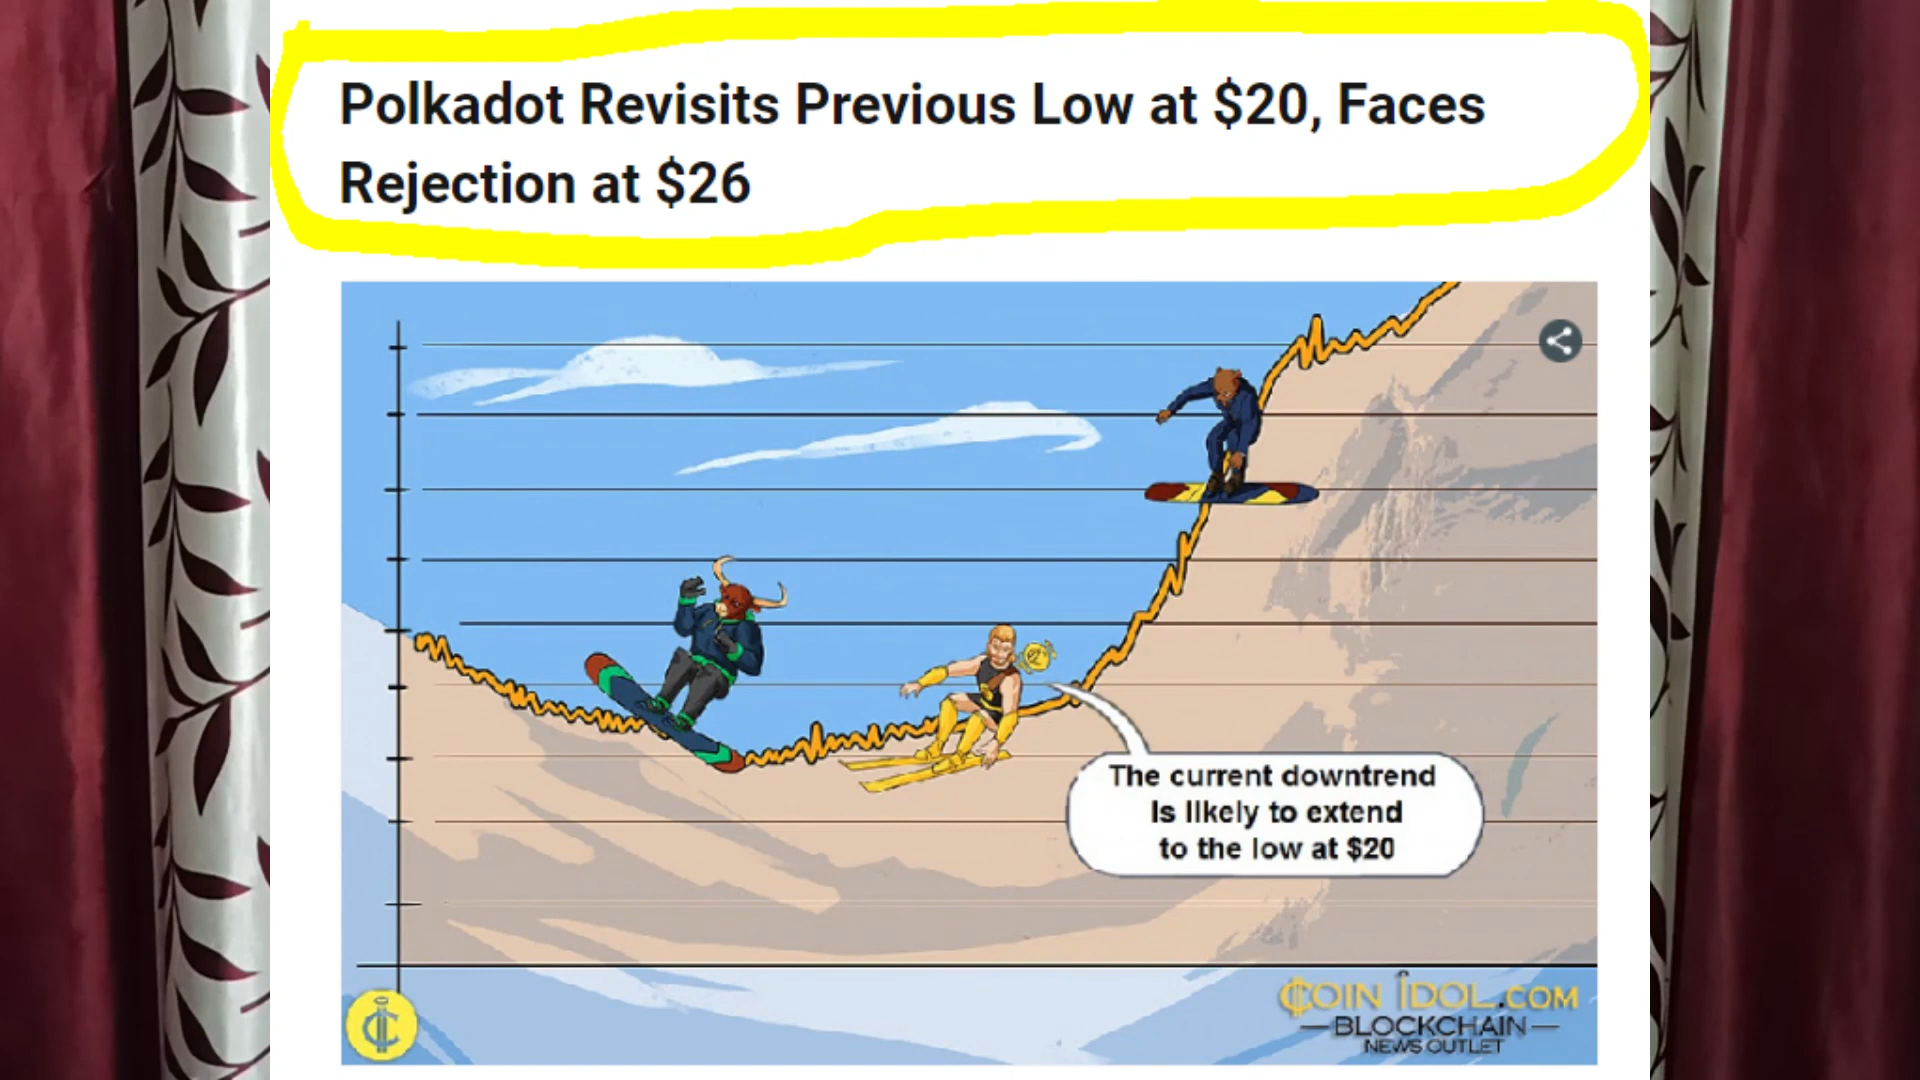 Polkadot Revisits Previous Low at $20, Faces
Rejection at $26
The current downtrend
Is likely to extend
to the low at $20
COIN IDOL.COM
BLOCKCHAIN
NEWS OUTLET